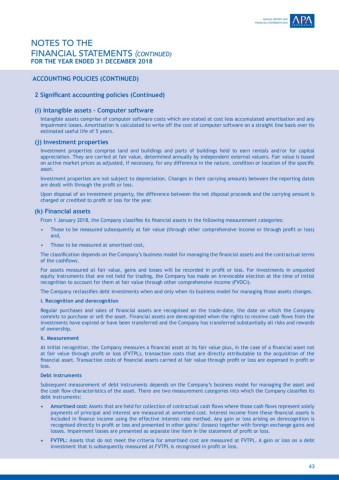 ANNUAL REPORT AND
FINANCIAL STATEMENTS 2018
APA
NOTES TO THE
FINANCIAL STATEMENTS (CONTINUED)
FOR THE YEAR ENDED 31 DECEMBER 2018
ACCOUNTING POLICIES (CONTINUED)
2 Significant accounting policies (Continued)
(i) Intangible assets - Computer software
Intangible assets comprise of computer software costs which are stated at cost less accumulated amortisation and any
impairment losses. Amortisation is calculated to write off the cost of computer software on a straight line basis over its
estimated useful life of 5 years.
(j) Investment properties
Investment properties comprise land and buildings and parts of buildings held to earn rentals and/or for capital
appreciation. They are carried at fair value, determined annually by independent external valuers. Fair value is based
on active market prices as adjusted, if necessary, for any difference in the nature, condition or location of the specific
asset.
Investment properties are not subject to depreciation. Changes in their carrying amounts between the reporting dates
are dealt with through the profit or loss.
Upon disposal of an investment property, the difference between the net disposal proceeds and the carrying amount is
charged or credited to profit or loss for the year.
(k) Financial assets
From 1 January 2018, the Company classifies its financial assets in the following measurement categories:
• Those to be measured subsequently at fair value (through other comprehensive income or through profit or loss)
and,
• Those to be measured at amortised cost,
The classification depends on the Company's business model for managing the financial assets and the contractual terms
of the cashflows.
For assets measured at fair value, gains and losses will be recorded in profit or loss. For investments in unquoted
equity instruments that are not held for trading, the Company has made an irrevocable election at the time of initial
recognition to account for them at fair value through other comprehensive income (FVOCI).
The Company reclassifies debt investments when and only when its business model for managing those assets changes.
i. Recognition and derecognition
Regular purchases and sales of financial assets are recognised on the trade-date, the date on which the Company
commits to purchase or sell the asset. Financial assets are derecognised when the rights to receive cash flows from the
investments have expired or have been transferred and the Company has transferred substantially all risks and rewards
of ownership.
ii. Measurement
At initial recognition, the Company measures a financial asset at its fair value plus, in the case of a financial asset not
at fair value through profit or loss (FVTPL), transaction costs that are directly attributable to the acquisition of the
financial asset. Transaction costs of financial assets carried at fair value through profit or loss are expensed in profit or
loss.
Debt instruments
Subsequent measurement of debt instruments depends on the Company's business model for managing the asset and
the cash flow characteristics of the asset. There are two measurement categories into which the Company classifies its
debt instruments:
• Amortised cost: Assets that are held for collection of contractual cash flows where those cash flows represent solely
payments of principal and interest are measured at amortised cost. Interest income from these financial assets is
included in finance income using the effective interest rate method. Any gain or loss arising on derecognition is
recognised directly in profit or loss and presented in other gains/ (losses) together with foreign exchange gains and
losses. Impairment losses are presented as separate line item in the statement of profit or loss.
• FVTPL: Assets that do not meet the criteria for amortised cost are measured at FVTPL. A gain or loss on a debt
investment that is subsequently measured at FVTPL is recognised in profit or loss.
43